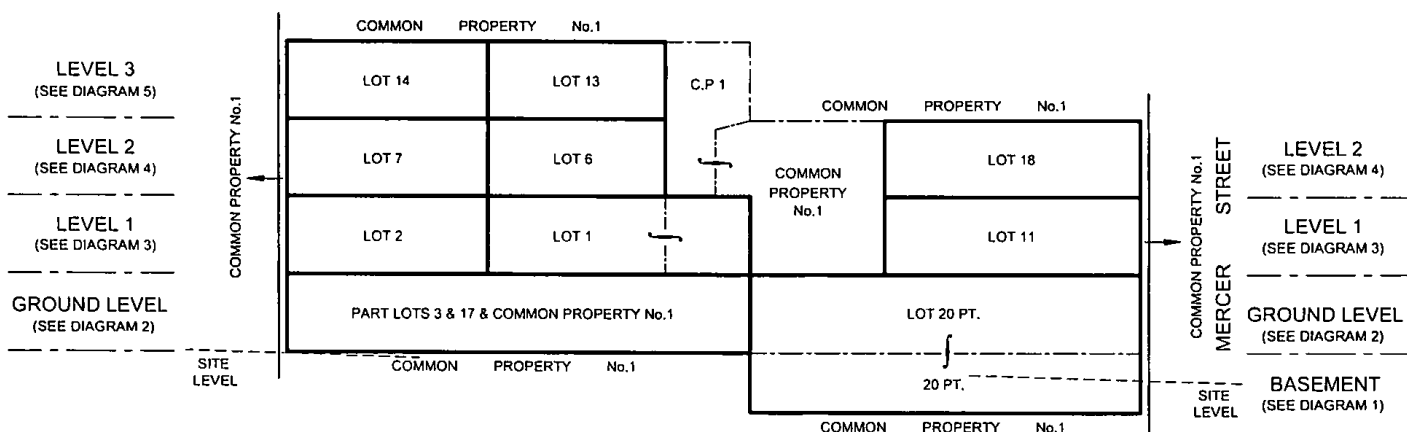 COMMON PROPERTY No.1
LEVEL 3
(SEE DIAGRAM 5)
LOT 14
LOT 13
C.P 1
COMMON PROPERTY No.1
LEVEL 2
(SEE DIAGRAM 4)
COMMON PROPERTY No.1
LOT 7
LOT 6
COMMON
PROPERTY
No.1
LOT 18
COMMON PROPERTY No.1
MERCER STREET
LEVEL 2
(SEE DIAGRAM 4)
LEVEL 1
(SEE DIAGRAM 3)
LOT 2
LOT 1
LOT 11
LEVEL 1
(SEE DIAGRAM 3)
GROUND LEVEL
(SEE DIAGRAM 2)
PART LOTS 3 & 17 & COMMON PROPERTY No.1
LOT 20 PT.
GROUND LEVEL
(SEE DIAGRAM 2)
SITE
LEVEL
COMMON PROPERTY No.1
20 PT.
SITE
LEVEL
BASEMENT
(SEE DIAGRAM 1)
COMMON PROPERTY No.1